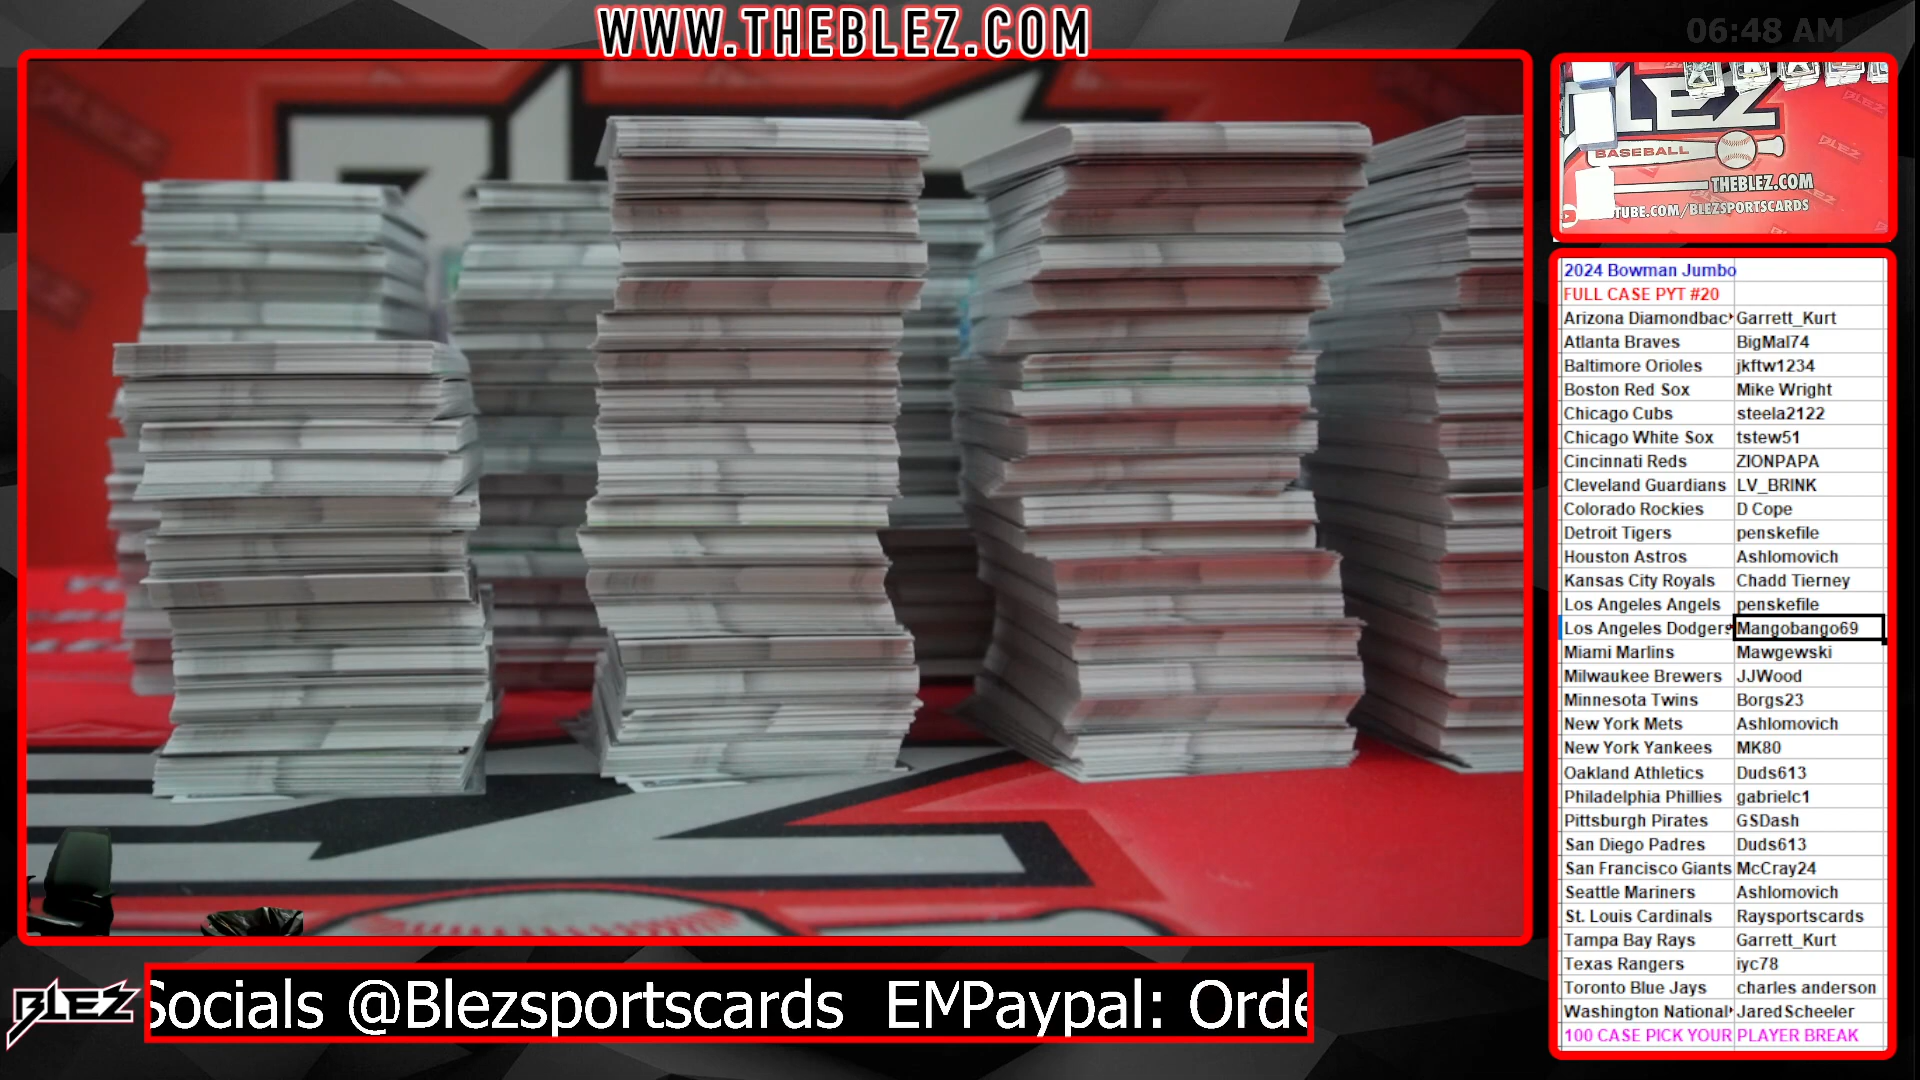 WWW.THEBLEZ.COM
06:48 AM
BLEZ
BASEBALL
THEBLEZ.COM
TUBE.COM/BLEZSPORTSCARDS
2024 Bowman Jumbo
FULL CASE PYT #20
Arizona Diamondbac Garrett_Kurt
Atlanta Braves BigMal74
Baltimore Orioles jkftw1234
Boston Red Sox Mike Wright
Chicago Cubs steela2122
Chicago White Sox tstew51
Cincinnati Reds ZIONPAPA
Cleveland Guardians LV_BRINK
Colorado Rockies D Cope
Detroit Tigers penskefile
Houston Astros Ashlomovich
Kansas City Royals Chadd Tierney
Los Angeles Angels penskefile
Los Angeles Dodgers Mangobango69
Miami Marlins Mawgewski
Milwaukee Brewers JJWood
Minnesota Twins Borgs23
New York Mets Ashlomovich
New York Yankees MK80
Oakland Athletics Duds613
Philadelphia Phillies gabrielc1
Pittsburgh Pirates GSDash
San Diego Padres Duds613
San Francisco Giants McCray24
Seattle Mariners Ashlomovich
St. Louis Cardinals Raysportscards
Tampa Bay Rays Garrett_Kurt
Texas Rangers iyc78
Toronto Blue Jays charles anderson
Washington National JaredScheeler
100 CASE PICK YOUR PLAYER BREAK
BLEZ
Socials @Blezsportscards EMPaypal: Orde